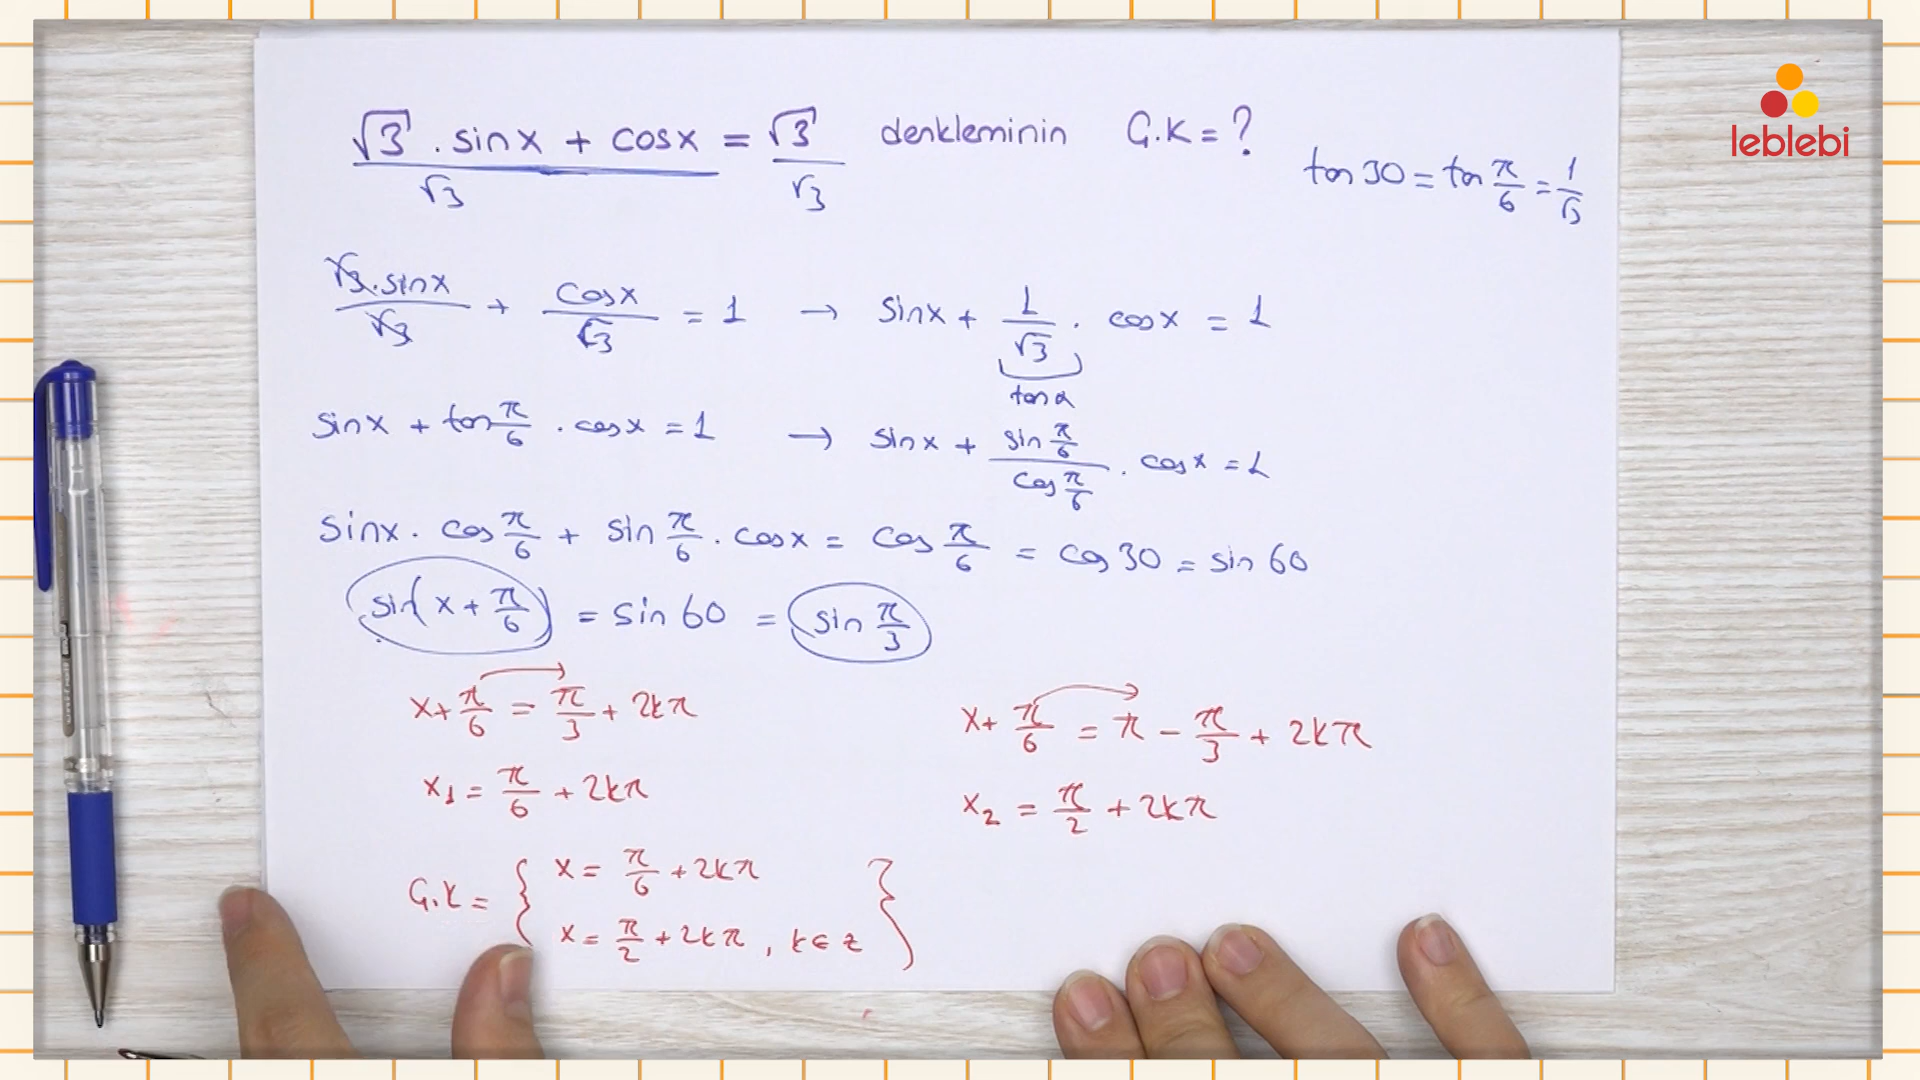 √3 . sinx + cosx / √3 = √3 / √3 denkleminin G.K = ?
tan 30 = tan π/6 = 1/√3
√3.sinx / √3 + cosx / √3 = 1 → sinx + 1/√3 . cosx = 1
tanα
sinx + tan π/6 . cosx = 1 → sinx + sin π/6 / cos π/6 . cosx = 1
sinx . cos π/6 + sin π/6 . cosx = cos π/6 = cos 30 = sin 60
sin(x + π/6) = sin 60 = sin π/3
x + π/6 = π/3 + 2kπ
x + π/6 = π - π/3 + 2kπ
x₁ = π/6 + 2kπ
x₂ = π/2 + 2kπ
G.K = { x = π/6 + 2kπ
x = π/2 + 2kπ , k ∈ z }
leblebi